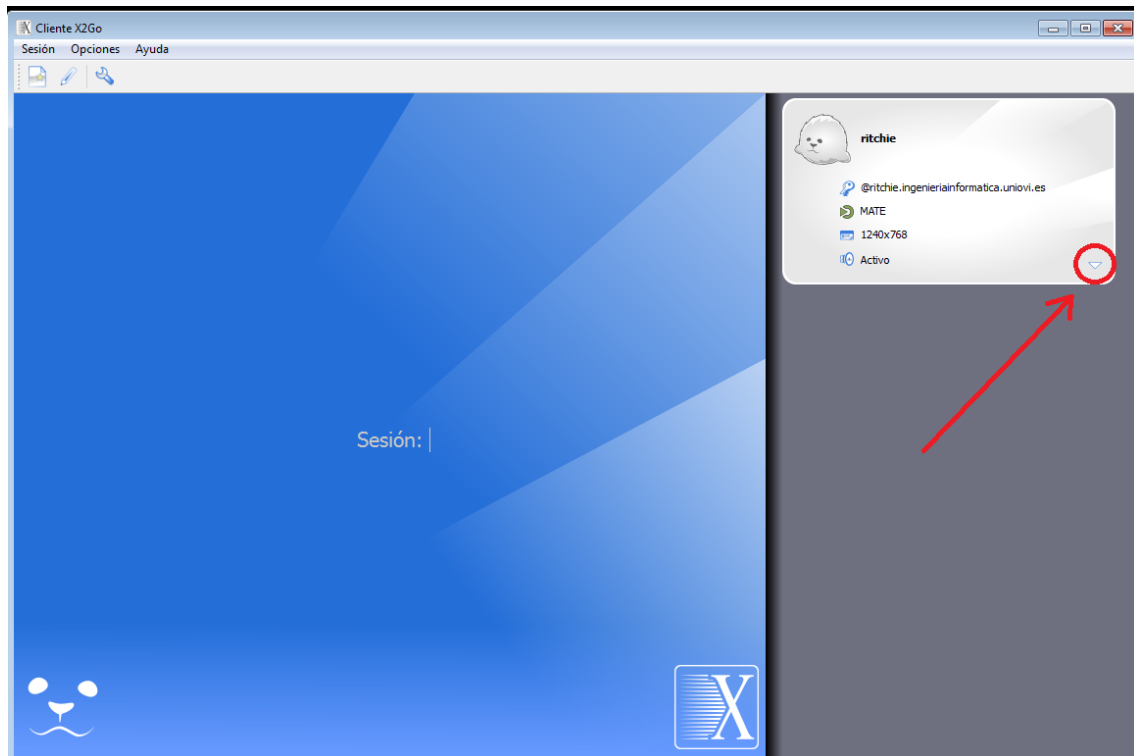 Cliente X2Go
Sesión Opciones Ayuda
ritchie
@ritchie.ingenieriainformatica.uniovi.es
MATE
1240x768
Activo
Sesión:
X